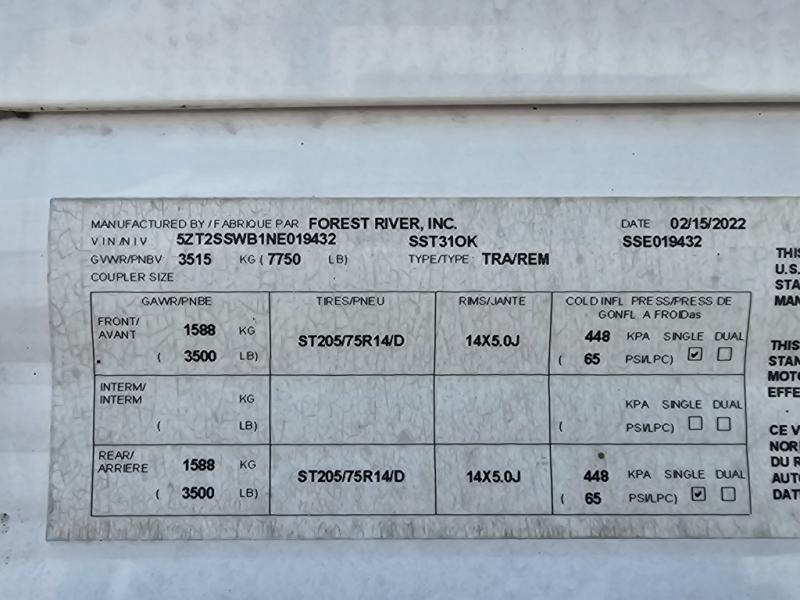 MANUFACTURED BY / FABRIQUE PAR FOREST RIVER, INC. DATE 02/15/2022
V.I.N / N.I.V 5ZT2SSWB1NE019432 SST31OK SSE019432
GVWR/PNBV 3515 KG ( 7750 LB) TYPE/TYPE: TRA/REM
COUPLER SIZE
GAWR/PNBE TIRES/PNEU RIMS/JANTE COLD INFL. PRESS/PRESS DE
GONFL. A FROIDas
FRONT/
AVANT 1588 KG
( 3500 LB)
ST205/75R14/D 14X5.0J
448 KPA SINGLE DUAL
( 65 PSI/LPC)
INTERM/
INTERM KG
( LB)
KPA SINGLE DUAL
( PSI/LPC)
REAR/
ARRIERE 1588 KG
( 3500 LB)
ST205/75R14/D 14X5.0J
448 KPA SINGLE DUAL
( 65 PSI/LPC)
THIS
U.S.
STA
MAN
THIS
STAN
MOTO
EFFE
CE V
NOR
DU R
AUTO
DAT